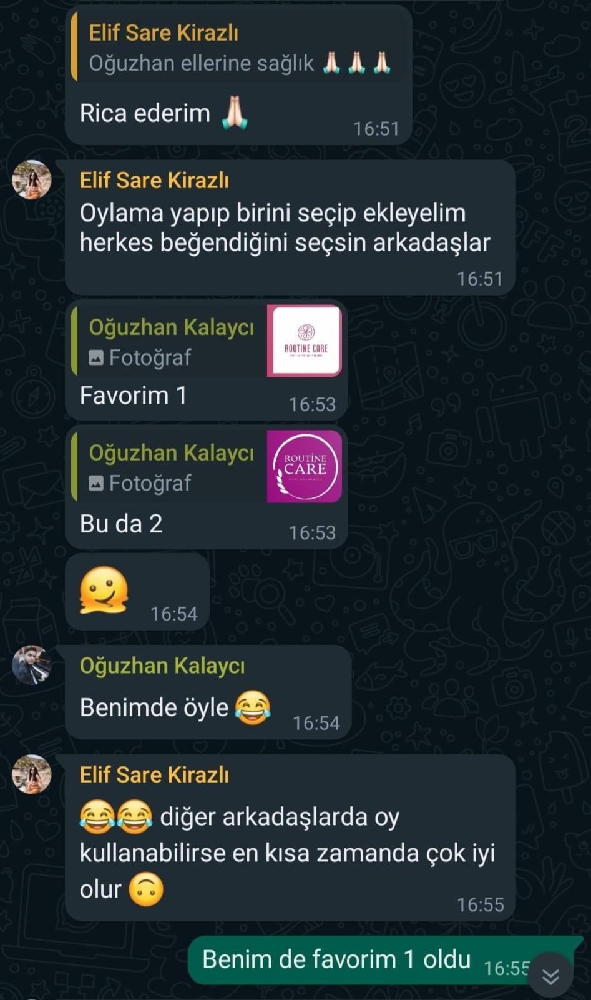 Elif Sare Kirazlı
Oğuzhan ellerine sağlık 🙏🏻 🙏🏻 🙏🏻
Rica ederim 🙏🏻
16:51
Elif Sare Kirazlı
Oylama yapıp birini seçip ekleyelim
herkes beğendiğini seçsin arkadaşlar
16:51
Oğuzhan Kalaycı
Fotoğraf
ROUTINE CARE
Favorim 1
16:53
Oğuzhan Kalaycı
Fotoğraf
ROUTİNE
CARE
Bu da 2
16:53
🫠
16:54
Oğuzhan Kalaycı
Benimde öyle 😂
16:54
Elif Sare Kirazlı
😂😂 diğer arkadaşlarda oy
kullanabilirse en kısa zamanda çok iyi
olur 🙃
16:55
Benim de favorim 1 oldu
16:55